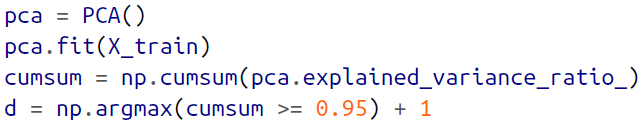 pca = PCA()
pca.fit(X_train)
cumsum = np.cumsum(pca.explained_variance_ratio_)
d = np.argmax(cumsum >= 0.95) + 1